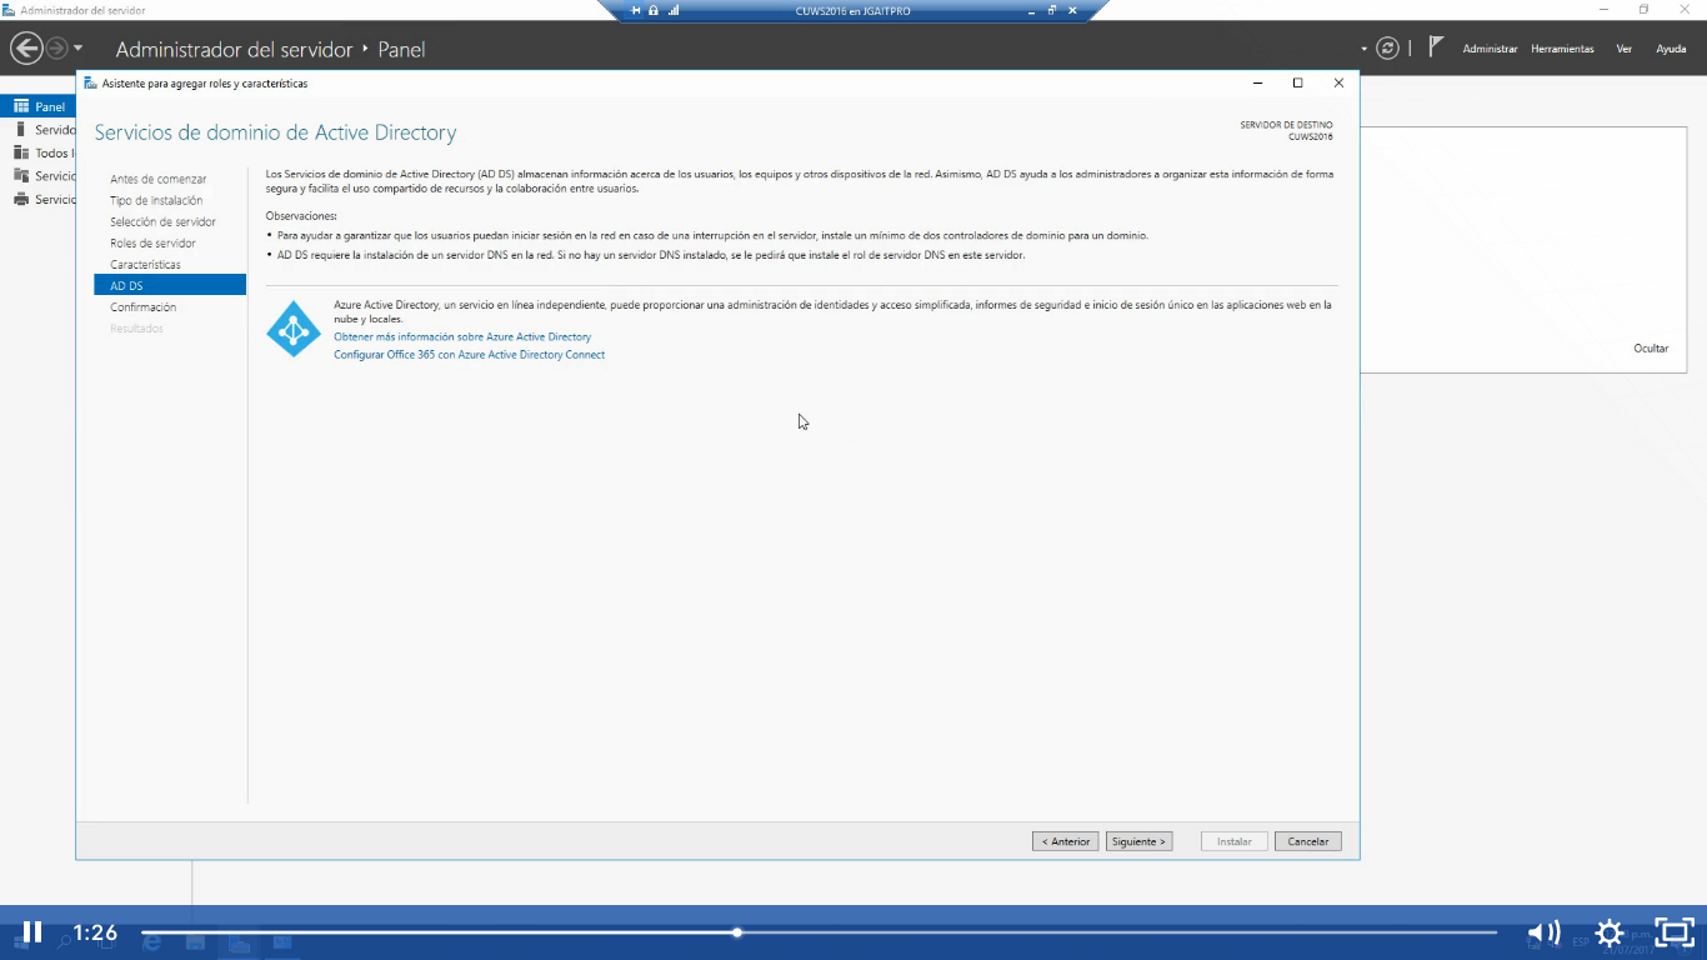 Administrador del servidor
CUWS2016 en JGAITPRO
Administrador del servidor ‣ Panel
Administrar
Herramientas
Ver
Ayuda
Asistente para agregar roles y características
Panel
Servido
Todos l
Servicio
Servicio
Servicios de dominio de Active Directory
SERVIDOR DE DESTINO
CUWS2016
Antes de comenzar
Tipo de instalación
Selección de servidor
Roles de servidor
Características
AD DS
Confirmación
Resultados
Los Servicios de dominio de Active Directory (AD DS) almacenan información acerca de los usuarios, los equipos y otros dispositivos de la red. Asimismo, AD DS ayuda a los administradores a organizar esta información de forma
segura y facilita el uso compartido de recursos y la colaboración entre usuarios.
Observaciones:
• Para ayudar a garantizar que los usuarios puedan iniciar sesión en la red en caso de una interrupción en el servidor, instale un mínimo de dos controladores de dominio para un dominio.
• AD DS requiere la instalación de un servidor DNS en la red. Si no hay un servidor DNS instalado, se le pedirá que instale el rol de servidor DNS en este servidor.
Azure Active Directory, un servicio en línea independiente, puede proporcionar una administración de identidades y acceso simplificada, informes de seguridad e inicio de sesión único en las aplicaciones web en la
nube y locales.
Obtener más información sobre Azure Active Directory
Configurar Office 365 con Azure Active Directory Connect
Ocultar
< Anterior
Siguiente >
Instalar
Cancelar
1:26
ESP